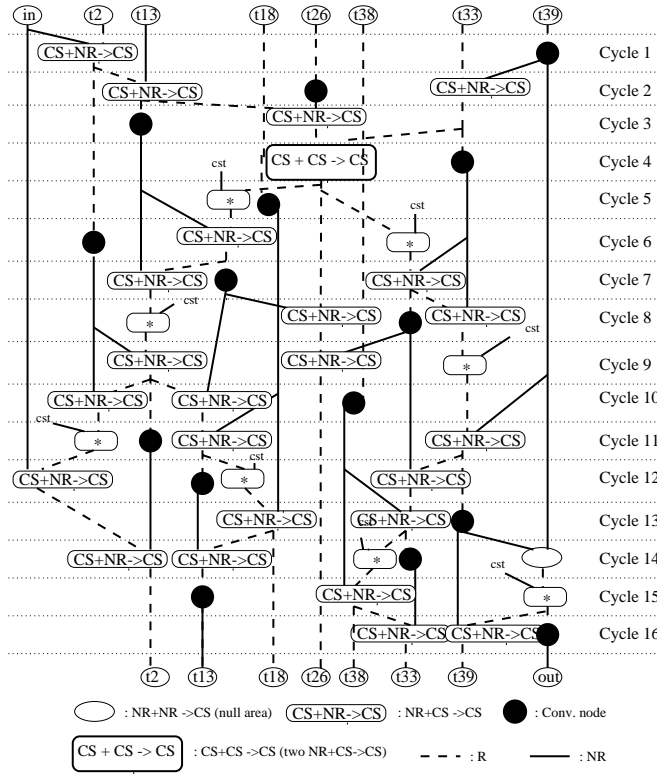 in t2 t13 t18 t26 t38 t33 t39
CS+NR->CS Cycle 1
CS+NR->CS CS+NR->CS Cycle 2
CS+NR->CS Cycle 3
CS + CS -> CS Cycle 4
cst
* Cycle 5
cst
CS+NR->CS * Cycle 6
CS+NR->CS CS+NR->CS Cycle 7
cst
* CS+NR->CS CS+NR->CS Cycle 8
cst
CS+NR->CS CS+NR->CS * Cycle 9
CS+NR->CS CS+NR->CS Cycle 10
cst
* CS+NR->CS CS+NR->CS Cycle 11
cst
CS+NR->CS * CS+NR->CS Cycle 12
CS+NR->CS CS+NR->CS Cycle 13
cst
CS+NR->CS CS+NR->CS * Cycle 14
cst
CS+NR->CS * Cycle 15
CS+NR->CS CS+NR->CS Cycle 16
t2 t13 t18 t26 t38 t33 t39 out
: NR+NR ->CS (null area) CS+NR->CS : NR+CS ->CS : Conv. node
CS + CS -> CS : CS+CS ->CS (two NR+CS->CS) : R : NR